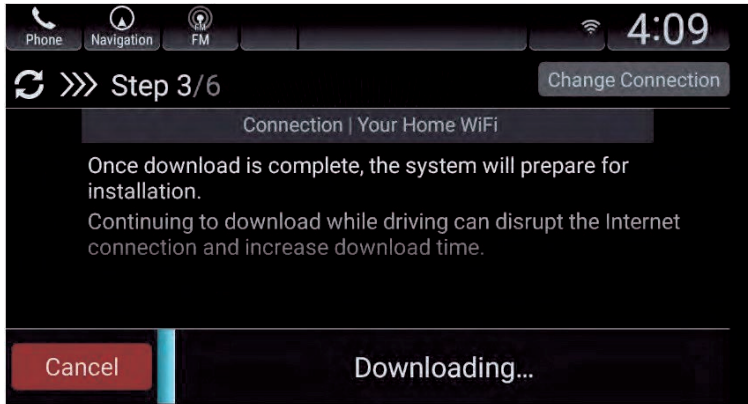 Phone
Navigation
FM
4:09
Step 3/6
Change Connection
Connection | Your Home WiFi
Once download is complete, the system will prepare for
installation.
Continuing to download while driving can disrupt the Internet
connection and increase download time.
Cancel
Downloading...